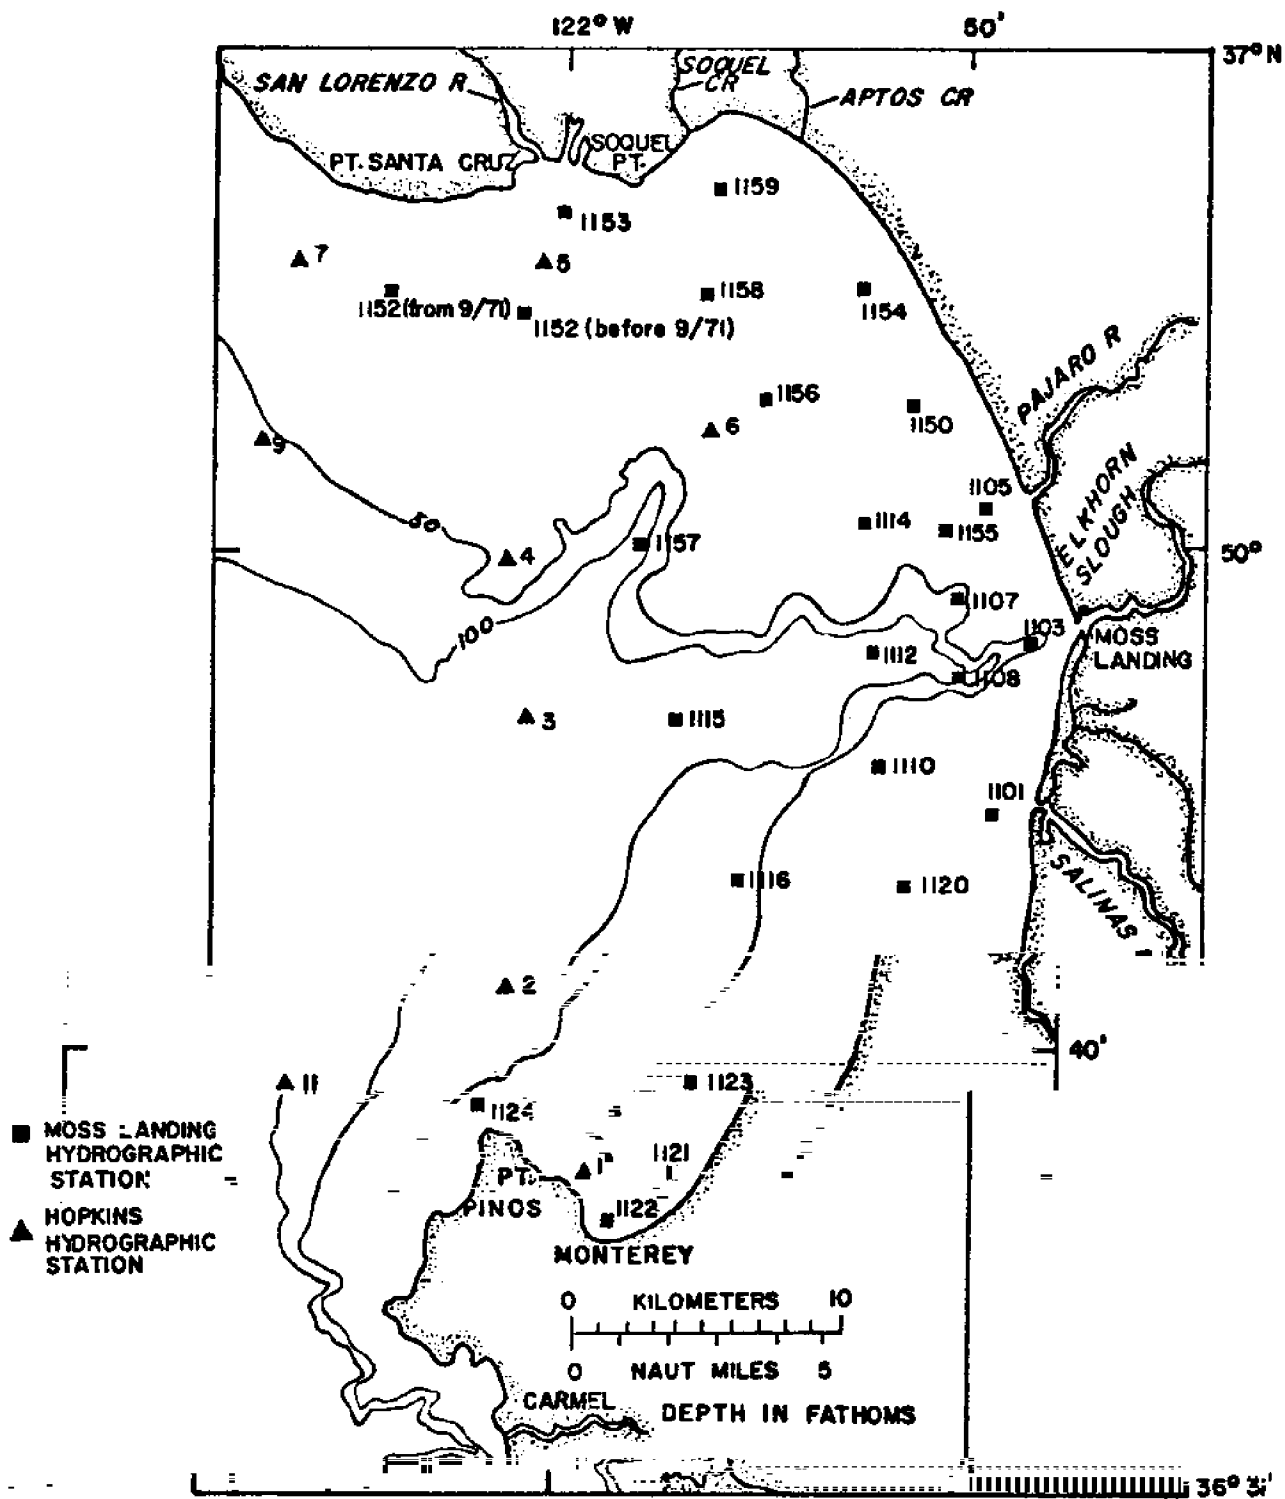 122° W
50'
37° N
SAN LORENZO R
SOQUEL
CR
APTOS CR
PT. SANTA CRUZ
SOQUEL
PT.
1159
1153
7
5
1158
1154
1152 (from 9/71)
1152 (before 9/71)
PAJARO R
1156
1150
6
9
ELKHORN
SLOUGH
1105
50
1114
1155
1157
4
50°
1107
100
1103
MOSS
LANDING
1112
1108
3
1115
1110
1101
1116
1120
SALINAS
2
40'
11
1123
1124
MOSS LANDING
HYDROGRAPHIC
STATION
1
1121
PT.
PINOS
1122
HOPKINS
HYDROGRAPHIC
STATION
MONTEREY
0 KILOMETERS 10
0 NAUT MILES 5
CARMEL
DEPTH IN FATHOMS
36° 31'